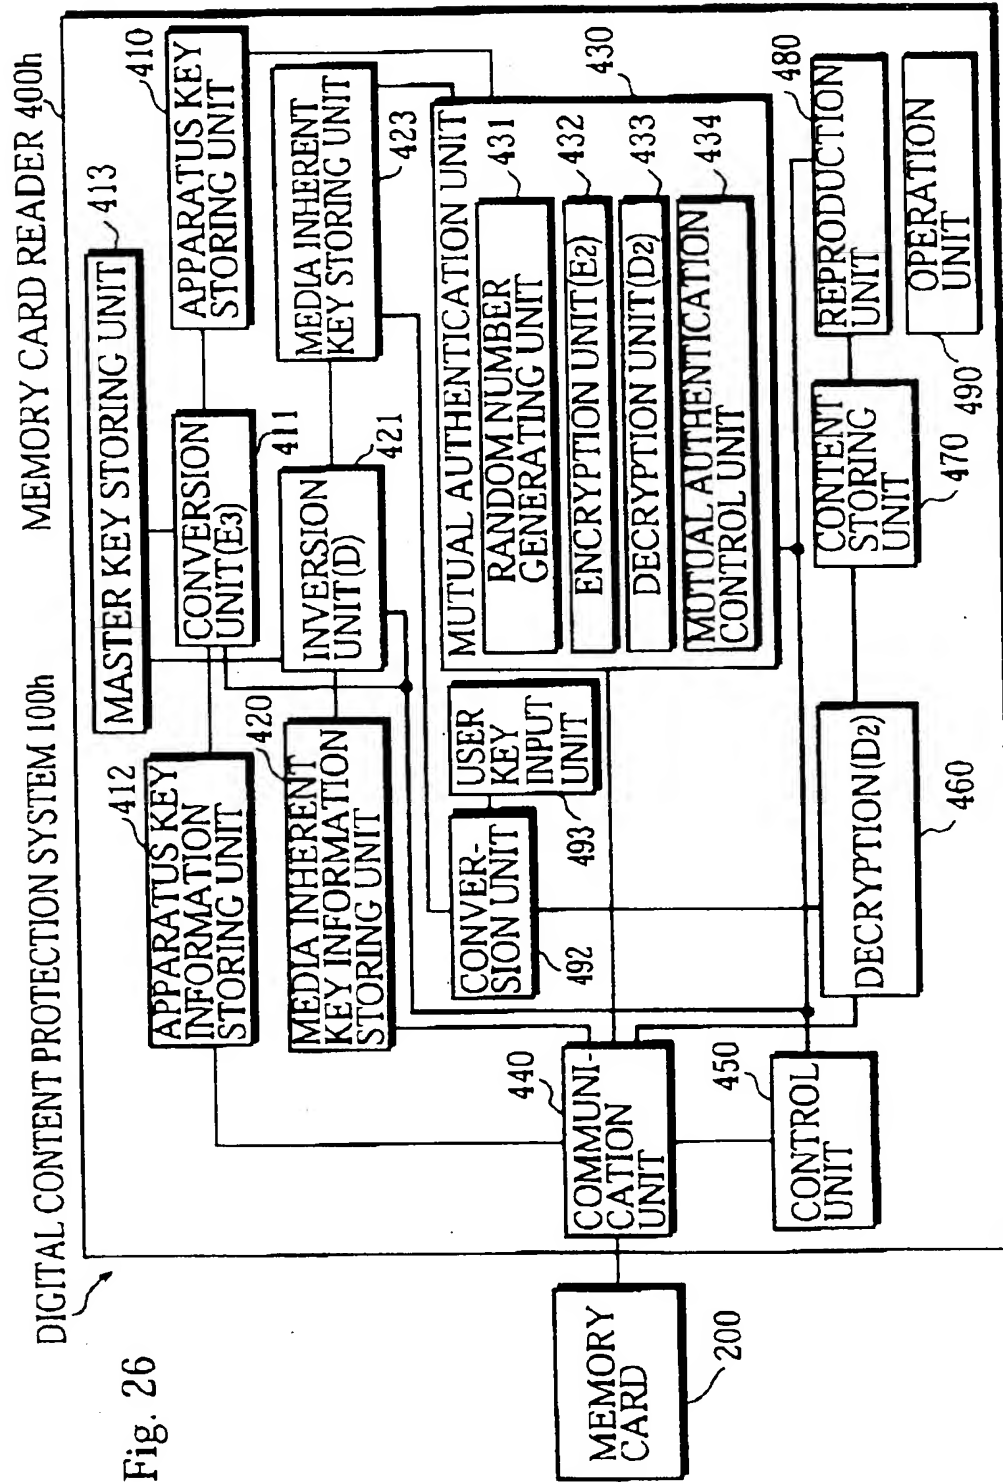 Fig. 26
DIGITAL CONTENT PROTECTION SYSTEM 100h
MEMORY CARD READER 400h
MASTER KEY STORING UNIT
413
APPARATUS KEY
INFORMATION
STORING UNIT
412
CONVERSION
UNIT(E3)
411
APPARATUS KEY
STORING UNIT
410
MEDIA INHERENT
KEY INFORMATION
STORING UNIT
420
INVERSION
UNIT(D)
421
MEDIA INHERENT
KEY STORING UNIT
423
MUTUAL AUTHENTICATION UNIT
430
RANDOM NUMBER
GENERATING UNIT
431
ENCRYPTION UNIT(E2)
432
DECRYPTION UNIT(D2)
433
MUTUAL AUTHENTICATION
CONTROL UNIT
434
CONVER-
SION UNIT
492
USER
KEY
INPUT
UNIT
493
MEMORY
CARD
200
COMMUNI-
CATION
UNIT
440
CONTROL
UNIT
450
DECRYPTION(D2)
460
CONTENT
STORING
UNIT
470
REPRODUCTION
UNIT
480
OPERATION
UNIT
490